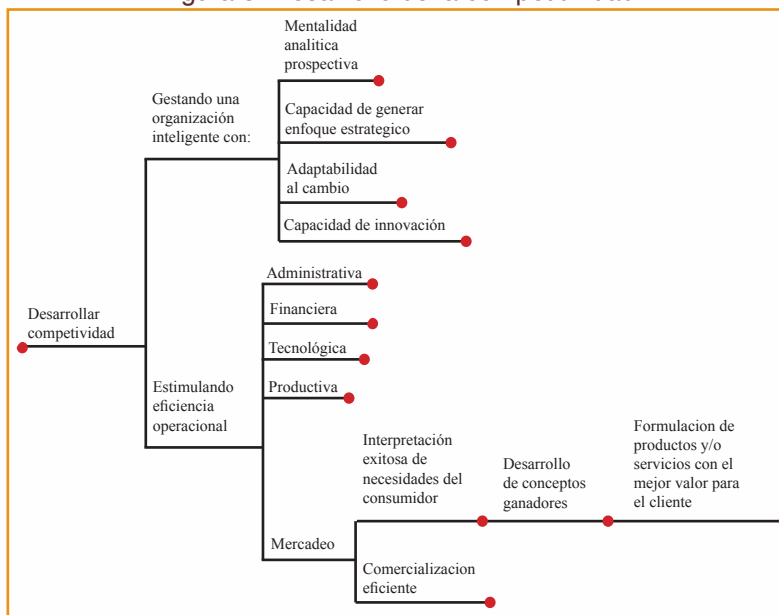 Mentalidad
analitica
prospectiva
Gestando una
organización
inteligente con:
Capacidad de generar
enfoque estrategico
Adaptabilidad
al cambio
Capacidad de innovación
Administrativa
Desarrollar
competividad
Financiera
Tecnológica
Estimulando
eficiencia
operacional
Productiva
Interpretación
exitosa de
necesidades del
consumidor
Desarrollo
de conceptos
ganadores
Formulacion de
productos y/o
servicios con el
mejor valor para
el cliente
Mercadeo
Comercializacion
eficiente